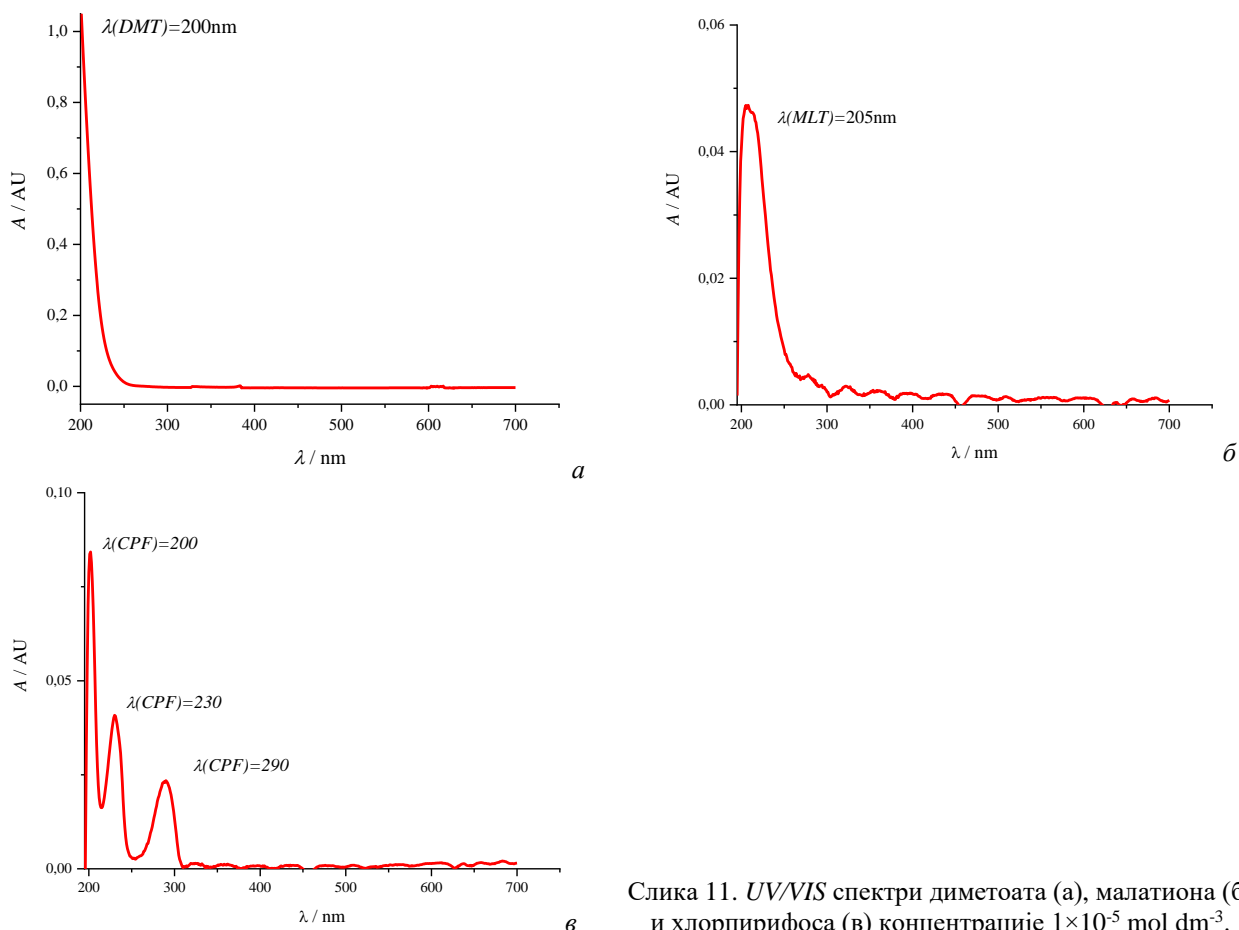 λ(DMT)=200nm
1,0
0,8
0,6
0,4
0,2
0,0
A / AU
200 300 400 500 600 700
λ / nm
а
λ(MLT)=205nm
0,06
0,04
0,02
0,00
A / AU
200 300 400 500 600 700
λ / nm
б
0,10
0,05
0,00
A / AU
λ(CPF)=200
λ(CPF)=230
λ(CPF)=290
200 300 400 500 600 700
λ / nm
в
Слика 11. UV/VIS спектри диметоата (а), малатиона (б
и хлорпирифоса (в) концентрације 1×10⁻⁵ mol dm⁻³.